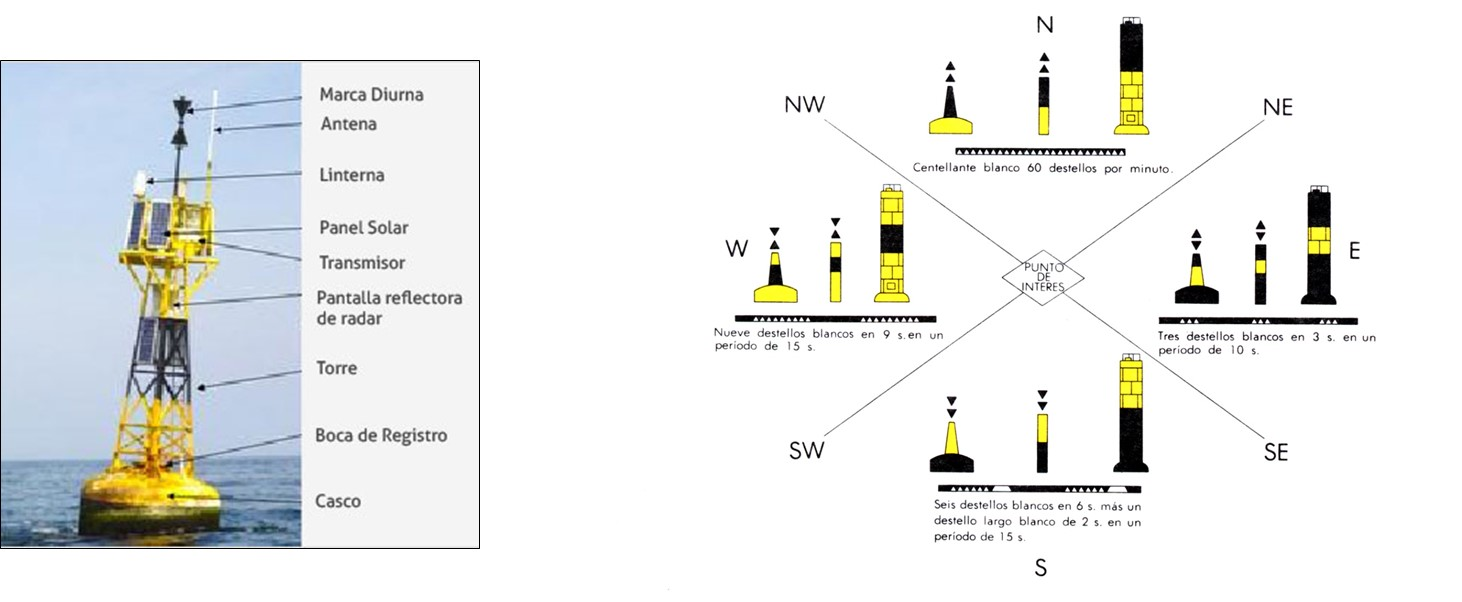 Marca Diurna
Antena
Linterna
Panel Solar
Transmisor
Pantalla reflectora
de radar
Torre
Boca de Registro
Casco
N
NW
NE
Centellante blanco 60 destellos por minuto.
W
E
PUNTO
DE
INTERES
Nueve destellos blancos en 9 s. en un
periodo de 15 s.
Tres destellos blancos en 3 s. en un
período de 10 s.
SW
SE
Seis destellos blancos en 6 s. más un
destello largo blanco de 2 s. en un
período de 15 s.
S